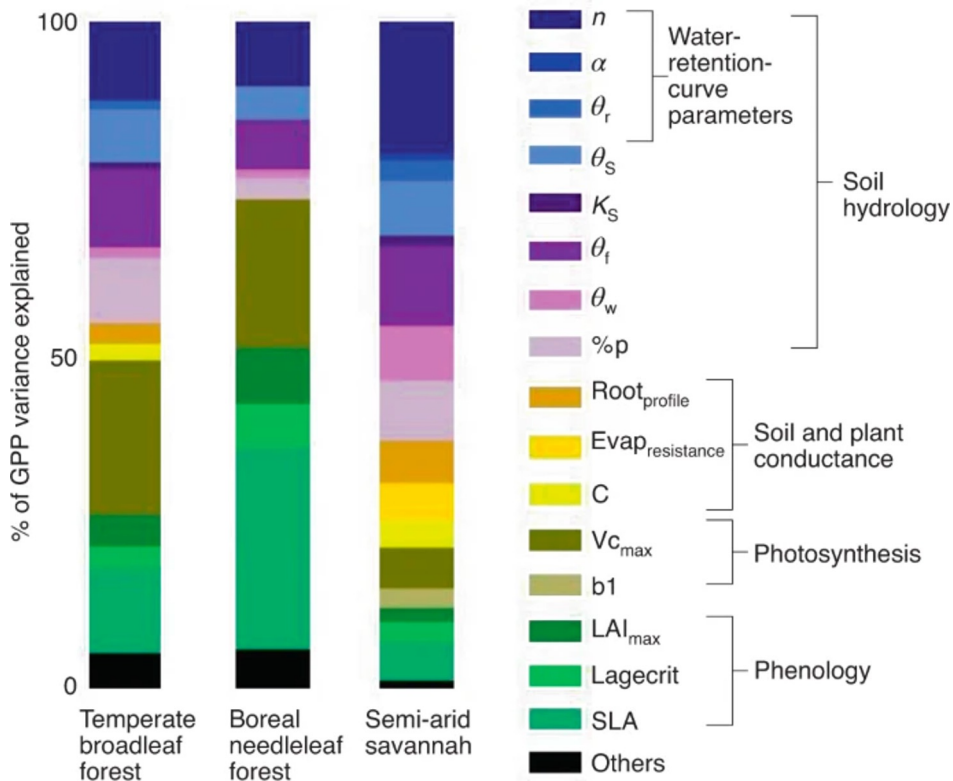 % of GPP variance explained
100
50
0
Temperate
broadleaf
forest
Boreal
needleleaf
forest
Semi-arid
savannah
n
α
θr
θS
KS
θf
θw
%p
Rootprofile
Evapresistance
C
Vcmax
b1
LAImax
Lagecrit
SLA
Others
Water-
retention-
curve
parameters
Soil
hydrology
Soil and plant
conductance
Photosynthesis
Phenology